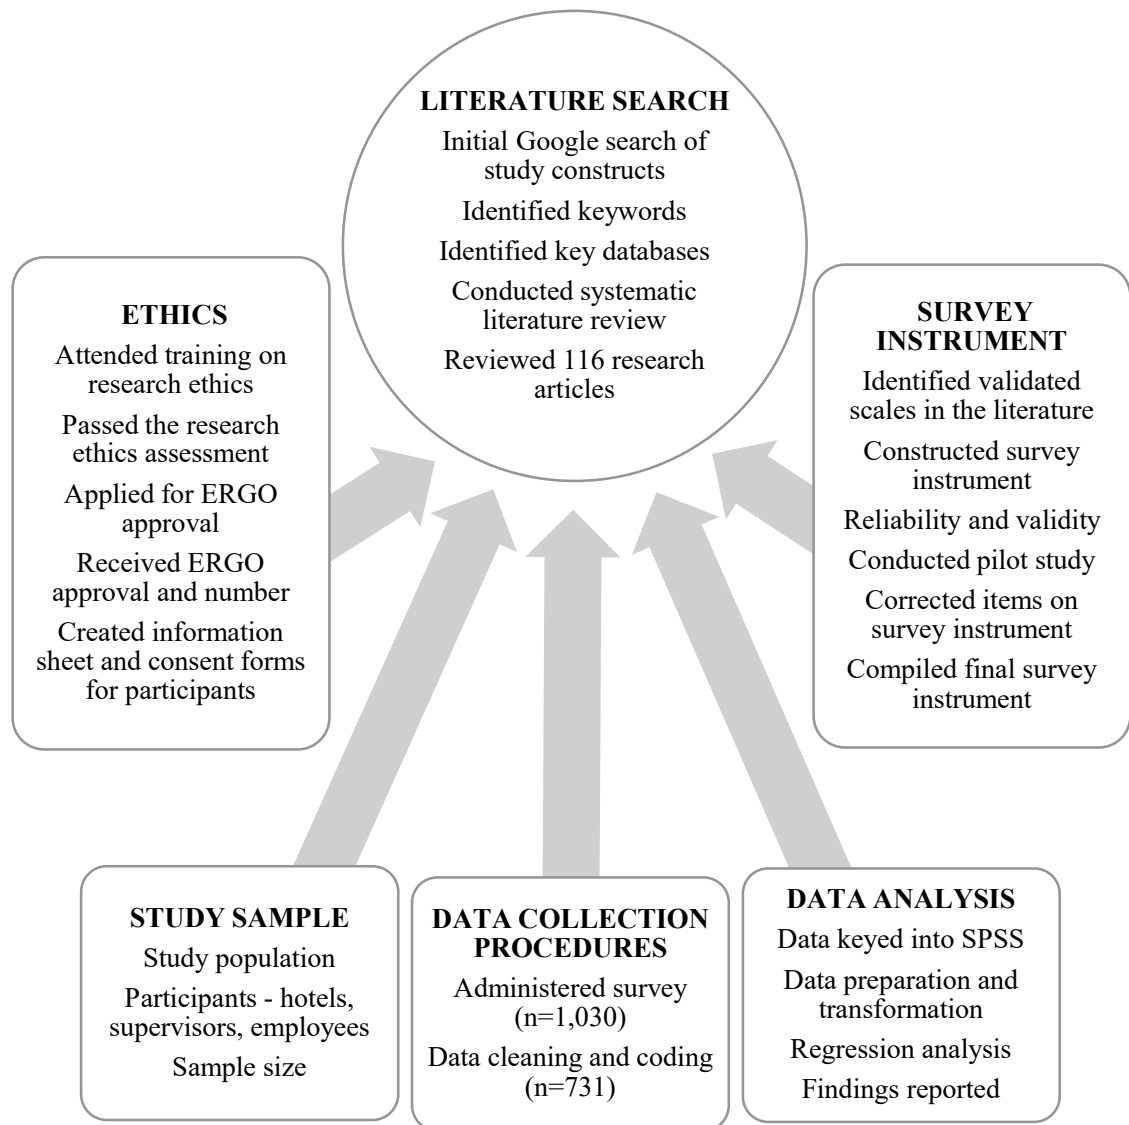 LITERATURE SEARCH
Initial Google search of
study constructs
Identified keywords
Identified key databases
Conducted systematic
literature review
Reviewed 116 research
articles
ETHICS
Attended training on
research ethics
Passed the research
ethics assessment
Applied for ERGO
approval
Received ERGO
approval and number
Created information
sheet and consent forms
for participants
SURVEY
INSTRUMENT
Identified validated
scales in the literature
Constructed survey
instrument
Reliability and validity
Conducted pilot study
Corrected items on
survey instrument
Compiled final survey
instrument
STUDY SAMPLE
Study population
Participants - hotels,
supervisors, employees
Sample size
DATA COLLECTION
PROCEDURES
Administered survey
(n=1,030)
Data cleaning and coding
(n=731)
DATA ANALYSIS
Data keyed into SPSS
Data preparation and
transformation
Regression analysis
Findings reported